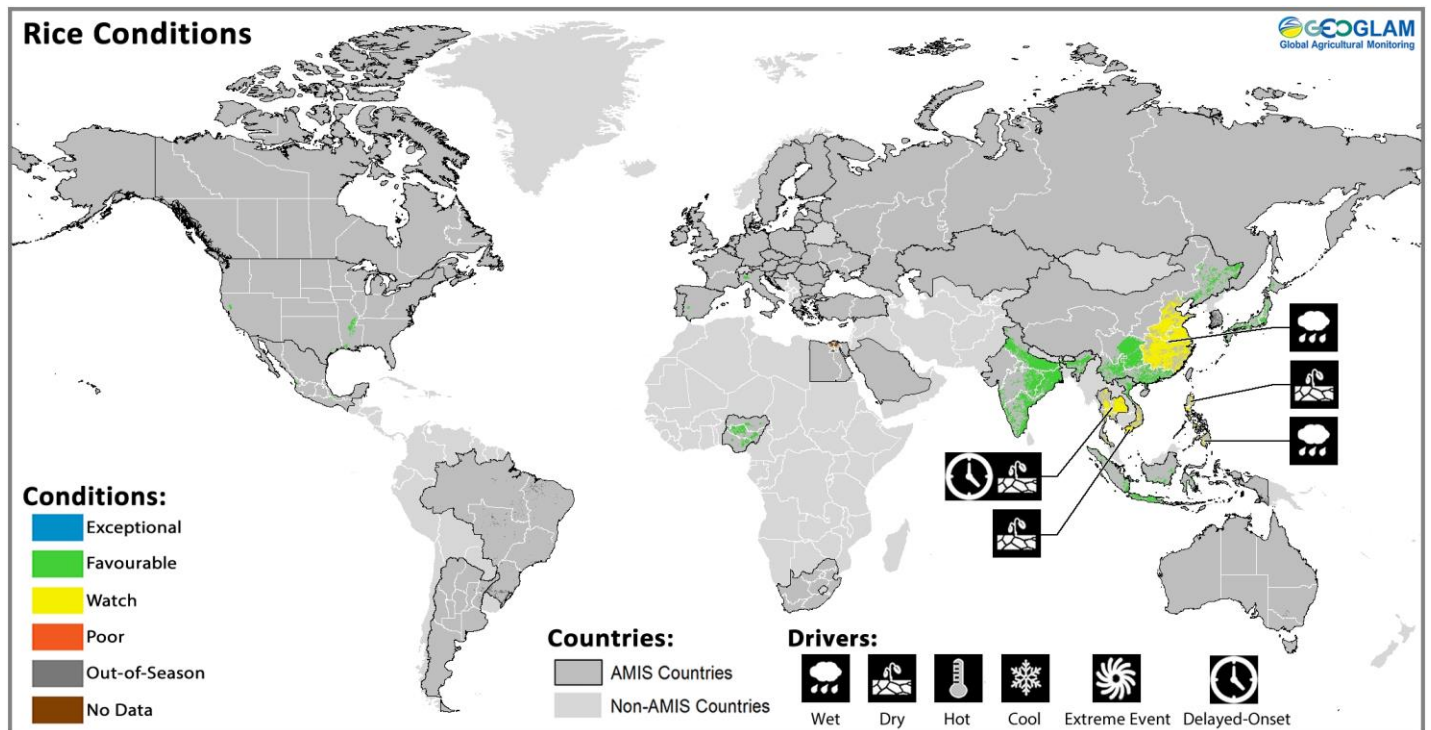 Rice Conditions
GEOGLAM
Global Agricultural Monitoring
Conditions:
Exceptional
Favourable
Watch
Poor
Out-of-Season
No Data
Countries:
AMIS Countries
Non-AMIS Countries
Drivers:
Wet
Dry
Hot
Cool
Extreme Event
Delayed-Onset